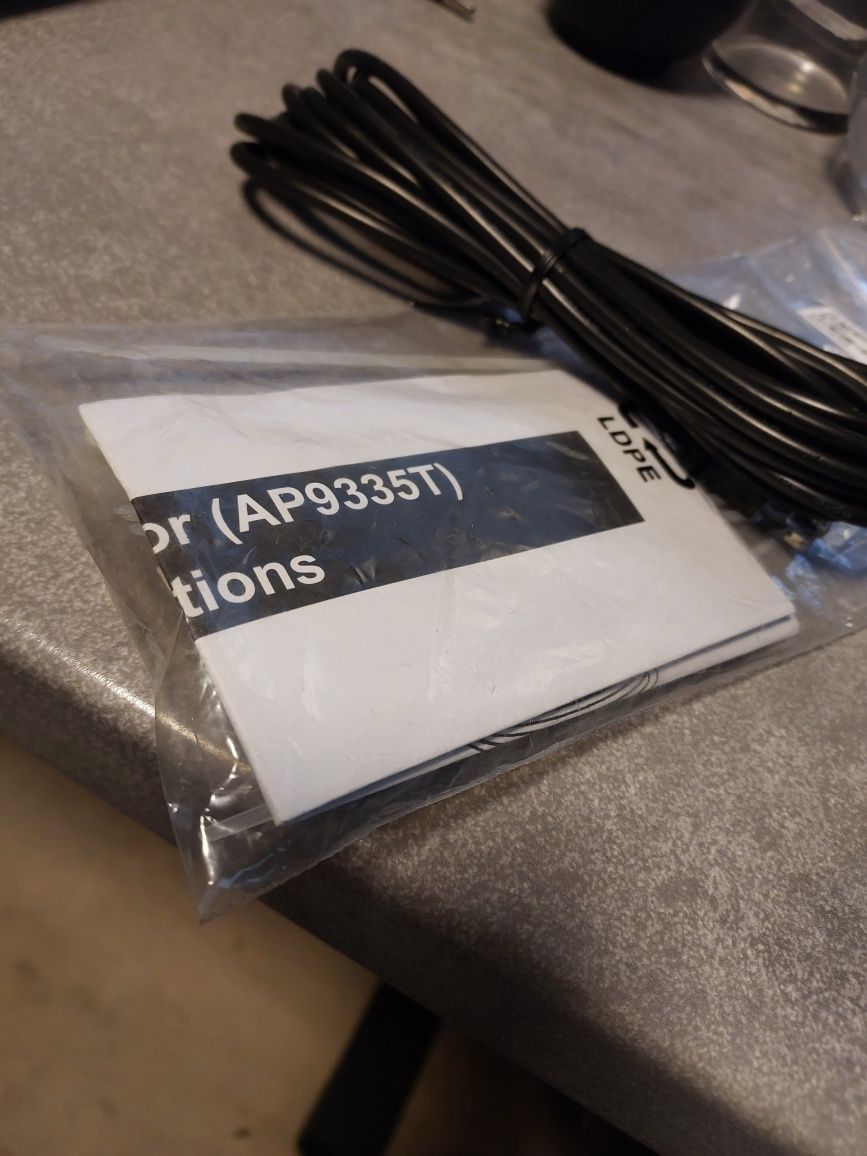 or (AP9335T)
tions
LDPE